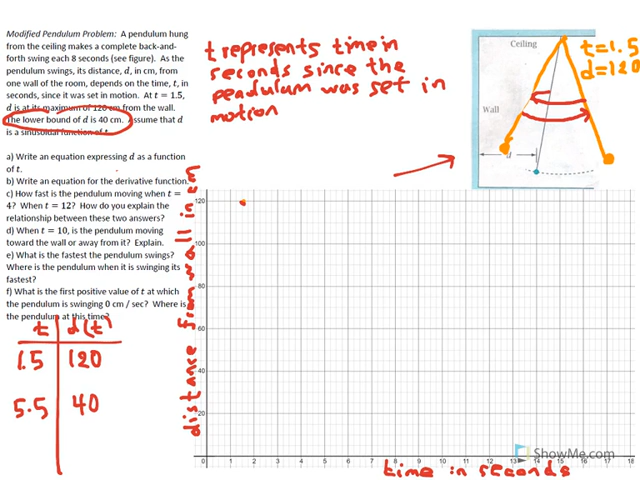 Modified Pendulum Problem: A pendulum hung
from the ceiling makes a complete back-and-
forth swing each 8 seconds (see figure). As the
pendulum swings, its distance, d, in cm, from
one wall of the room, depends on the time, t, in
seconds, since it was set in motion. At t = 1.5,
d is at its maximum of 120 cm from the wall.
The lower bound of d is 40 cm. Assume that d
is a sinusoidal function of t.
a) Write an equation expressing d as a function
of t.
b) Write an equation for the derivative function.
c) How fast is the pendulum moving when t =
4? When t = 12? How do you explain the
relationship between these two answers?
d) When t = 10, is the pendulum moving
toward the wall or away from it? Explain.
e) What is the fastest the pendulum swings?
Where is the pendulum when it is swinging its
fastest?
f) What is the first positive value of t at which
the pendulum is swinging 0 cm / sec? Where is
the pendulum at this time?
t d(t)
1.5 120
5.5 40
t represents time in
seconds since the
pendulum was set in
motion
Ceiling
Wall
d
t=1.5
d=120
distance from wall in cm
120
100
80
60
40
20
0 1 2 3 4 5 6 7 8 9 10 11 12 13 14 15 16 17 18
time in seconds
ShowMe.com